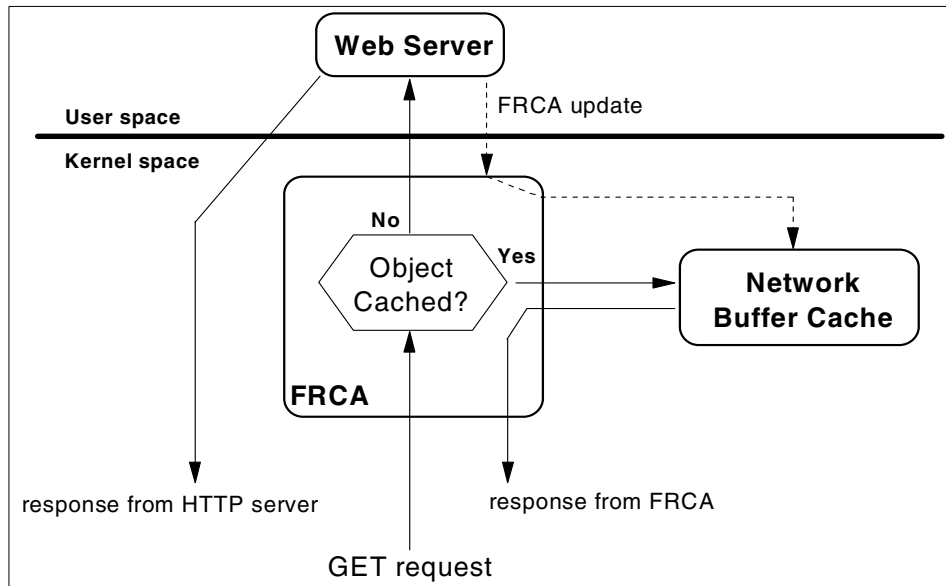 Web Server
FRCA update
User space
Kernel space
No
Yes
Object
Cached?
Network
Buffer Cache
FRCA
response from HTTP server
response from FRCA
GET request